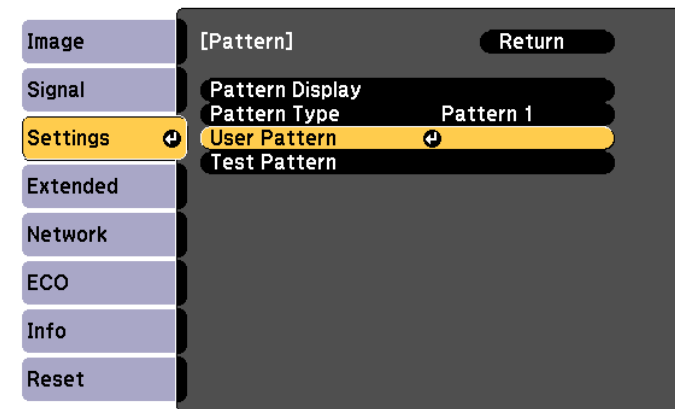 Image
Signal
Settings
Extended
Network
ECO
Info
Reset
[Pattern] Return
Pattern Display
Pattern Type Pattern 1
User Pattern
Test Pattern